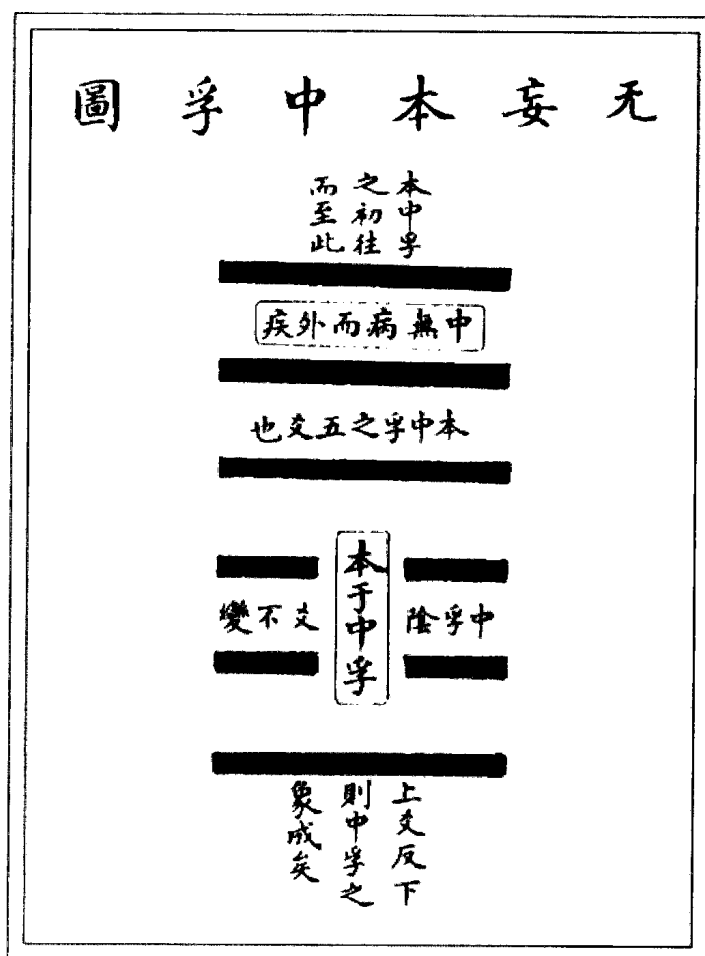 无妄本中孚圖
本中孚
之初往
而至此
中無病而外疾
本中孚之五爻也
中孚陰
爻不變
本于中孚
上爻反下
則中孚之
象成矣